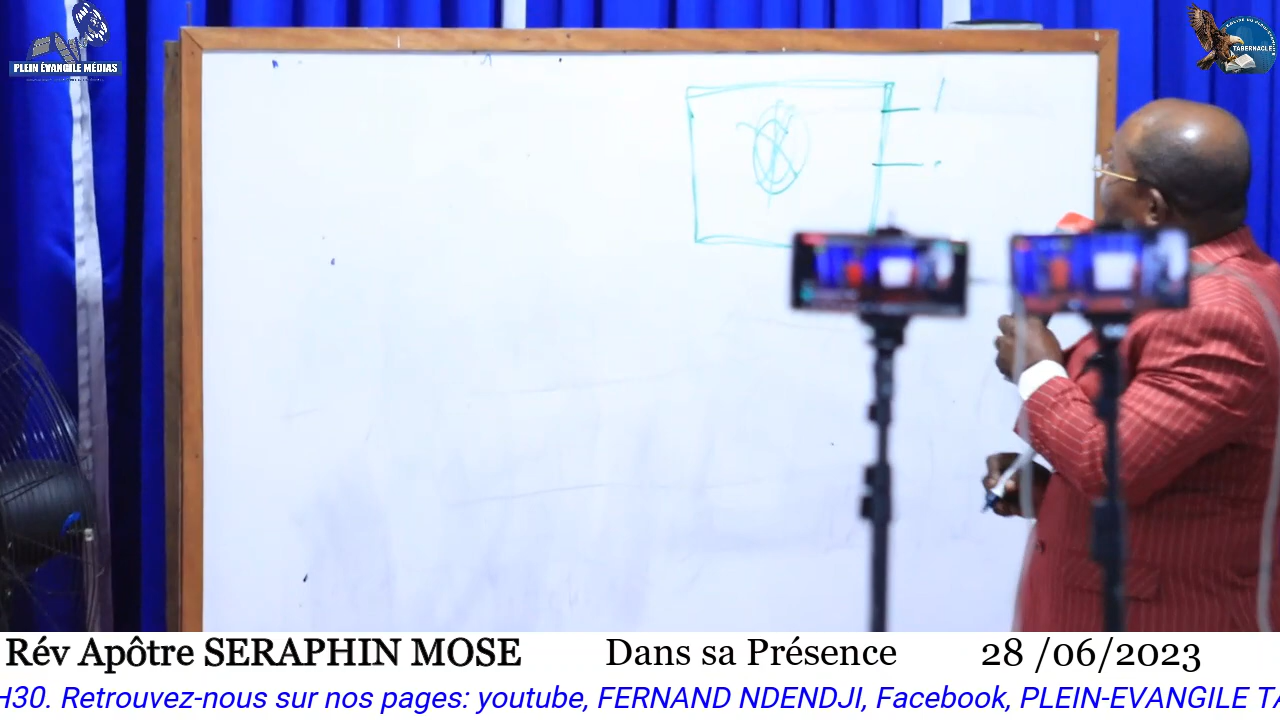 PLEIN ÉVANGILE MÉDIAS
TABERNACLE
Rév Apôtre SERAPHIN MOSE Dans sa Présence 28 /06/2023
H30. Retrouvez-nous sur nos pages: youtube, FERNAND NDENDJI, Facebook, PLEIN-EVANGILE TA